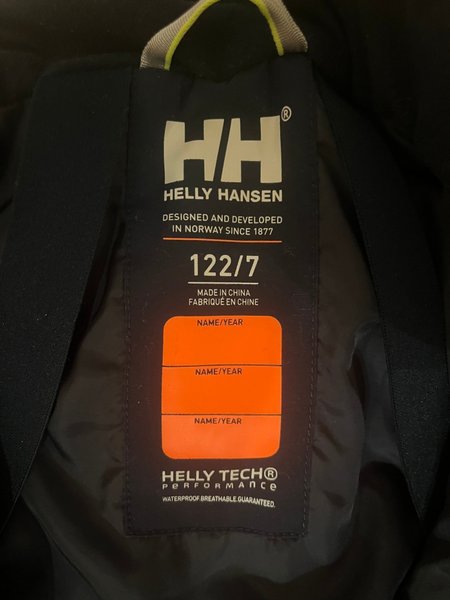 HH®
HELLY HANSEN
DESIGNED AND DEVELOPED
IN NORWAY SINCE 1877
122/7
MADE IN CHINA
FABRIQUÉ EN CHINE
NAME/YEAR
NAME/YEAR
NAME/YEAR
HELLY TECH®
PERFORMANCE
WATERPROOF.BREATHABLE.GUARANTEED.